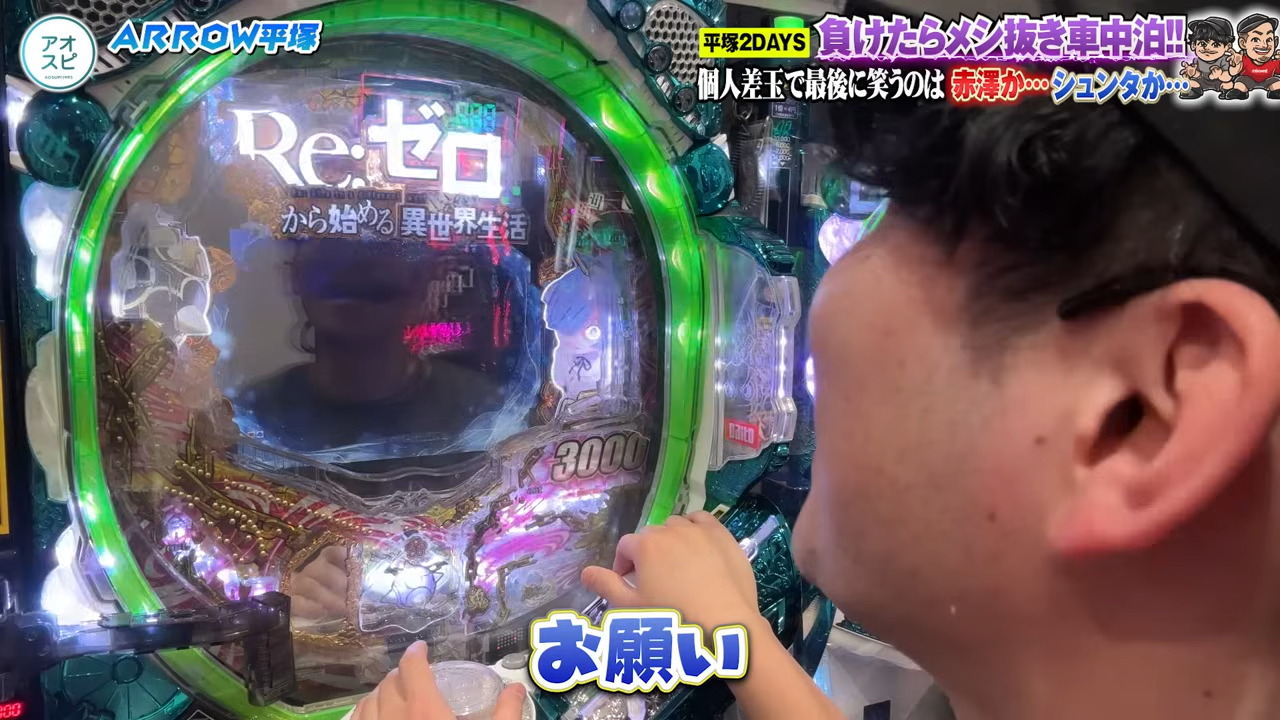 アオスピ
AOSUPI PIPES
ARROW平塚
平塚2DAYS
負けたらメシ抜き車中泊!!
個人差玉で最後に笑うのは 赤澤か… シュンタか…
Re:ゼロ
から始める異世界生活
3000
Daito
お願い